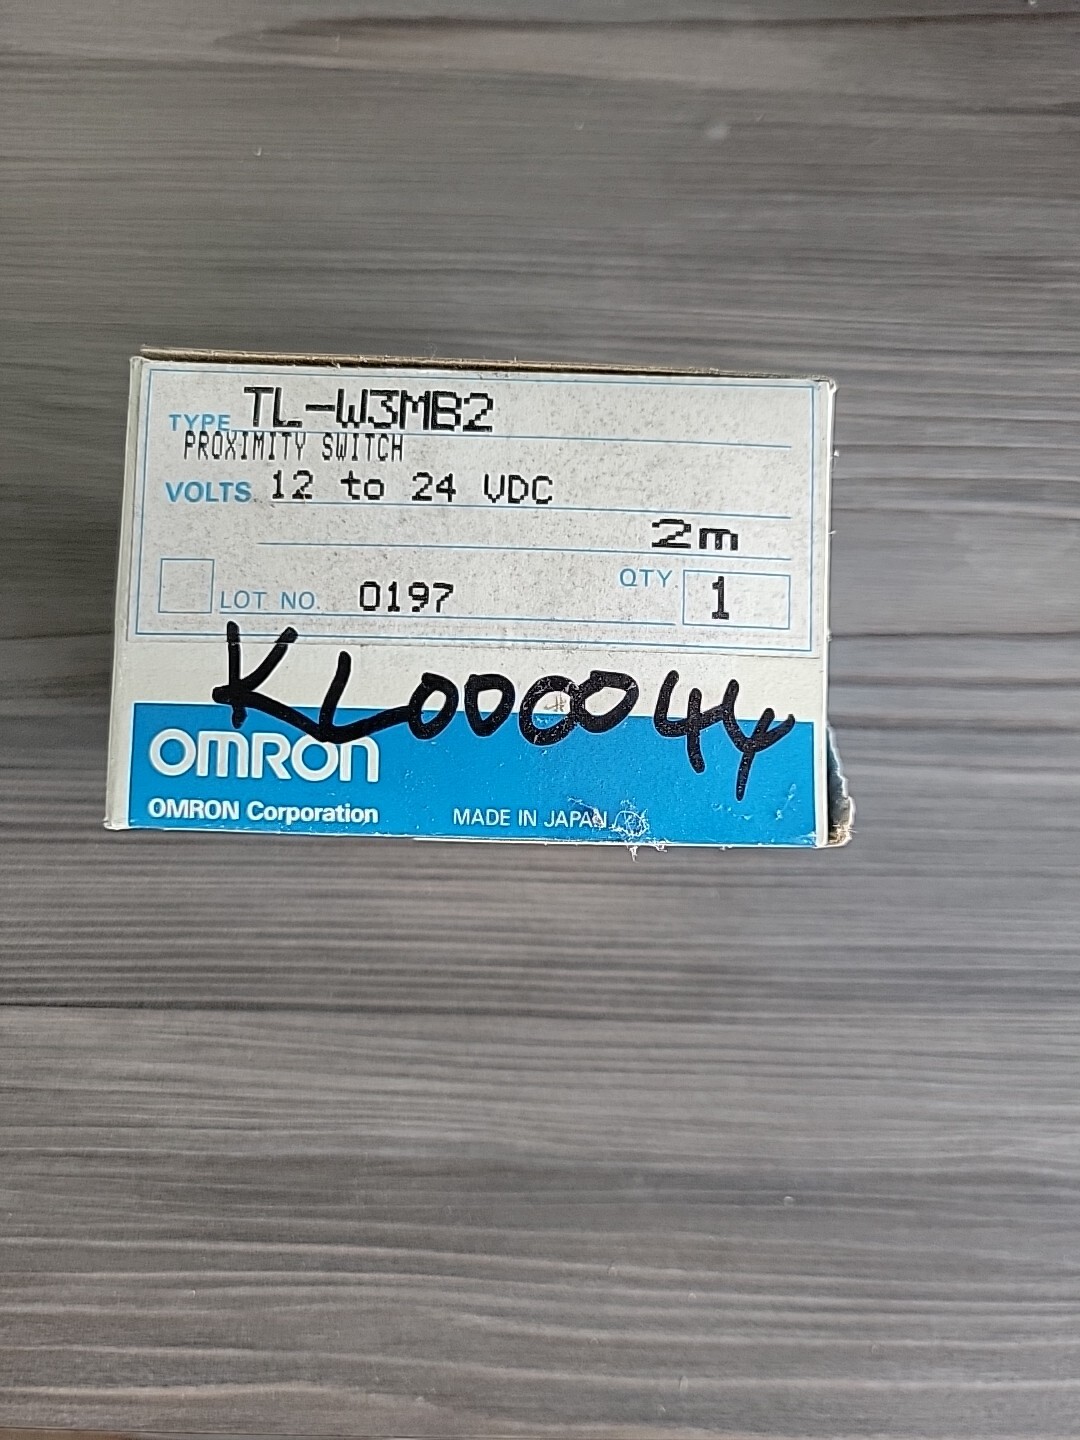 TYPE TL-W3MB2
PROXIMITY SWITCH
VOLTS. 12 to 24 VDC
2m
QTY. 1
LOT NO. 0197
KL000044
OMRON
OMRON Corporation MADE IN JAPAN